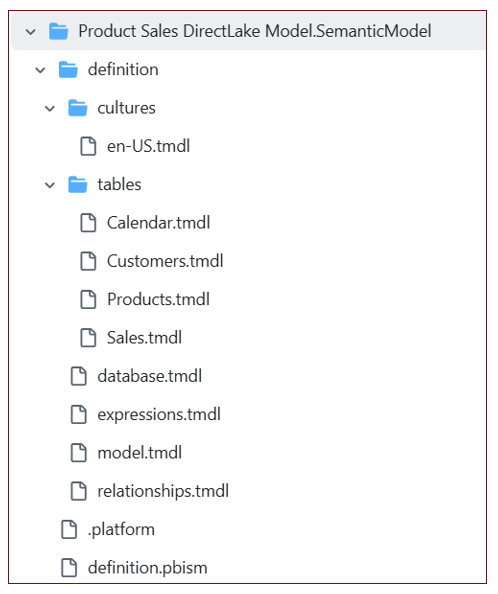 Product Sales DirectLake Model.SemanticModel
definition
cultures
en-US.tmdl
tables
Calendar.tmdl
Customers.tmdl
Products.tmdl
Sales.tmdl
database.tmdl
expressions.tmdl
model.tmdl
relationships.tmdl
.platform
definition.pbism